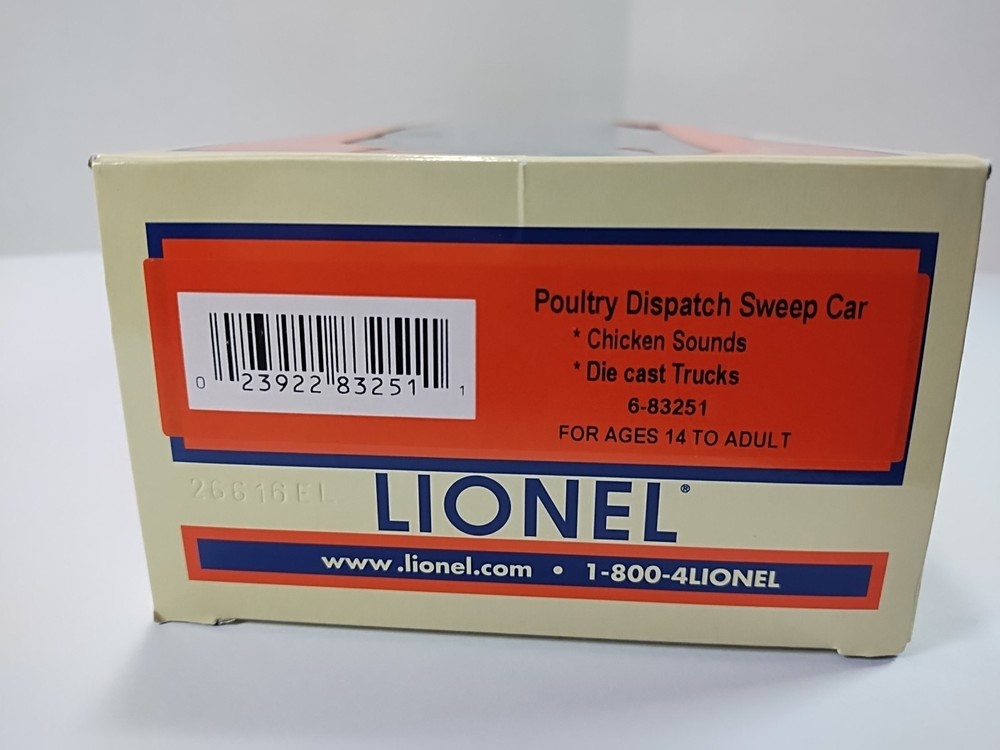 Poultry Dispatch Sweep Car
* Chicken Sounds
* Die cast Trucks
6-83251
FOR AGES 14 TO ADULT
0 23922 83251 1
26616EL
LIONEL®
www.lionel.com • 1-800-4LIONEL